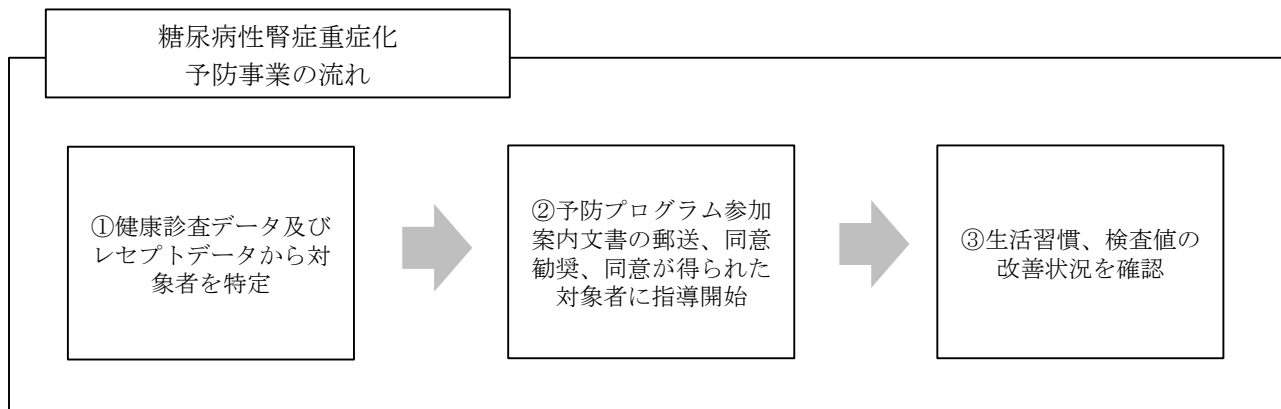 糖尿病性腎症重症化
予防事業の流れ
①健康診査データ及び
レセプトデータから対
象者を特定
②予防プログラム参加
案内文書の郵送、同意
勧奨、同意が得られた
対象者に指導開始
③生活習慣、検査値の
改善状況を確認